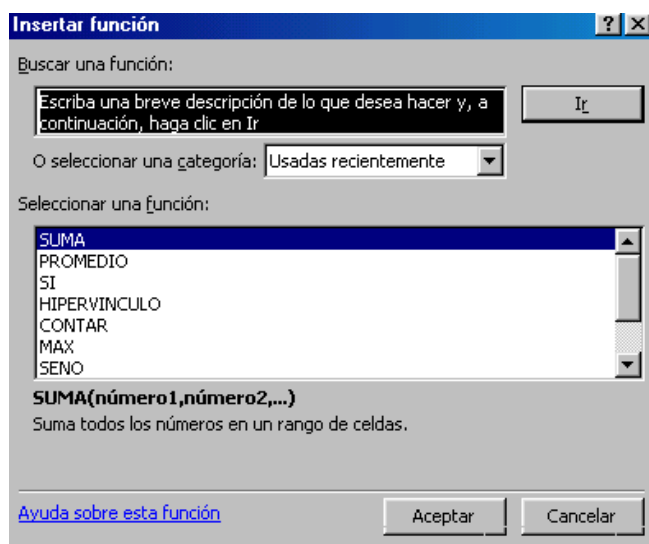 Insertar función
Buscar una función:
Escriba una breve descripción de lo que desea hacer y, a
continuación, haga clic en Ir
Ir
O seleccionar una categoría: Usadas recientemente
Seleccionar una función:
SUMA
PROMEDIO
SI
HIPERVINCULO
CONTAR
MAX
SENO
SUMA(número1,número2,...)
Suma todos los números en un rango de celdas.
Ayuda sobre esta función
Aceptar
Cancelar